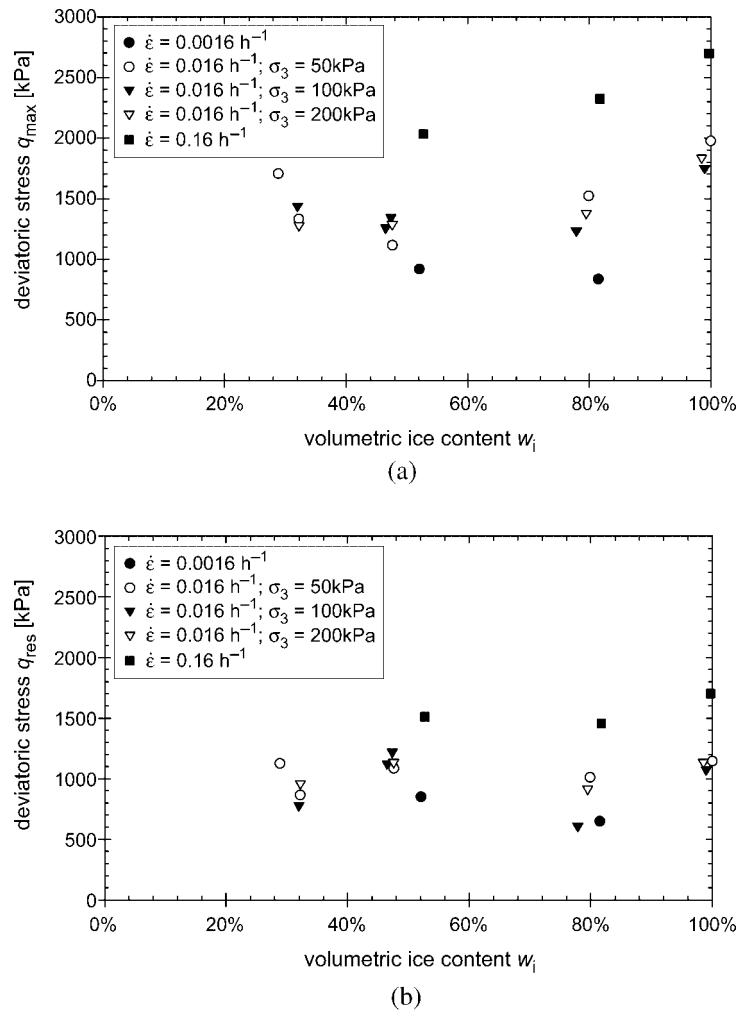 3000
2500
2000
1500
1000
500
0
deviatoric stress qmax [kPa]
● ε̇ = 0.0016 h⁻¹
○ ε̇ = 0.016 h⁻¹; σ₃ = 50kPa
▼ ε̇ = 0.016 h⁻¹; σ₃ = 100kPa
▽ ε̇ = 0.016 h⁻¹; σ₃ = 200kPa
■ ε̇ = 0.16 h⁻¹
0% 20% 40% 60% 80% 100%
volumetric ice content wᵢ
(a)
3000
2500
2000
1500
1000
500
0
deviatoric stress qres [kPa]
● ε̇ = 0.0016 h⁻¹
○ ε̇ = 0.016 h⁻¹; σ₃ = 50kPa
▼ ε̇ = 0.016 h⁻¹; σ₃ = 100kPa
▽ ε̇ = 0.016 h⁻¹; σ₃ = 200kPa
■ ε̇ = 0.16 h⁻¹
0% 20% 40% 60% 80% 100%
volumetric ice content wᵢ
(b)